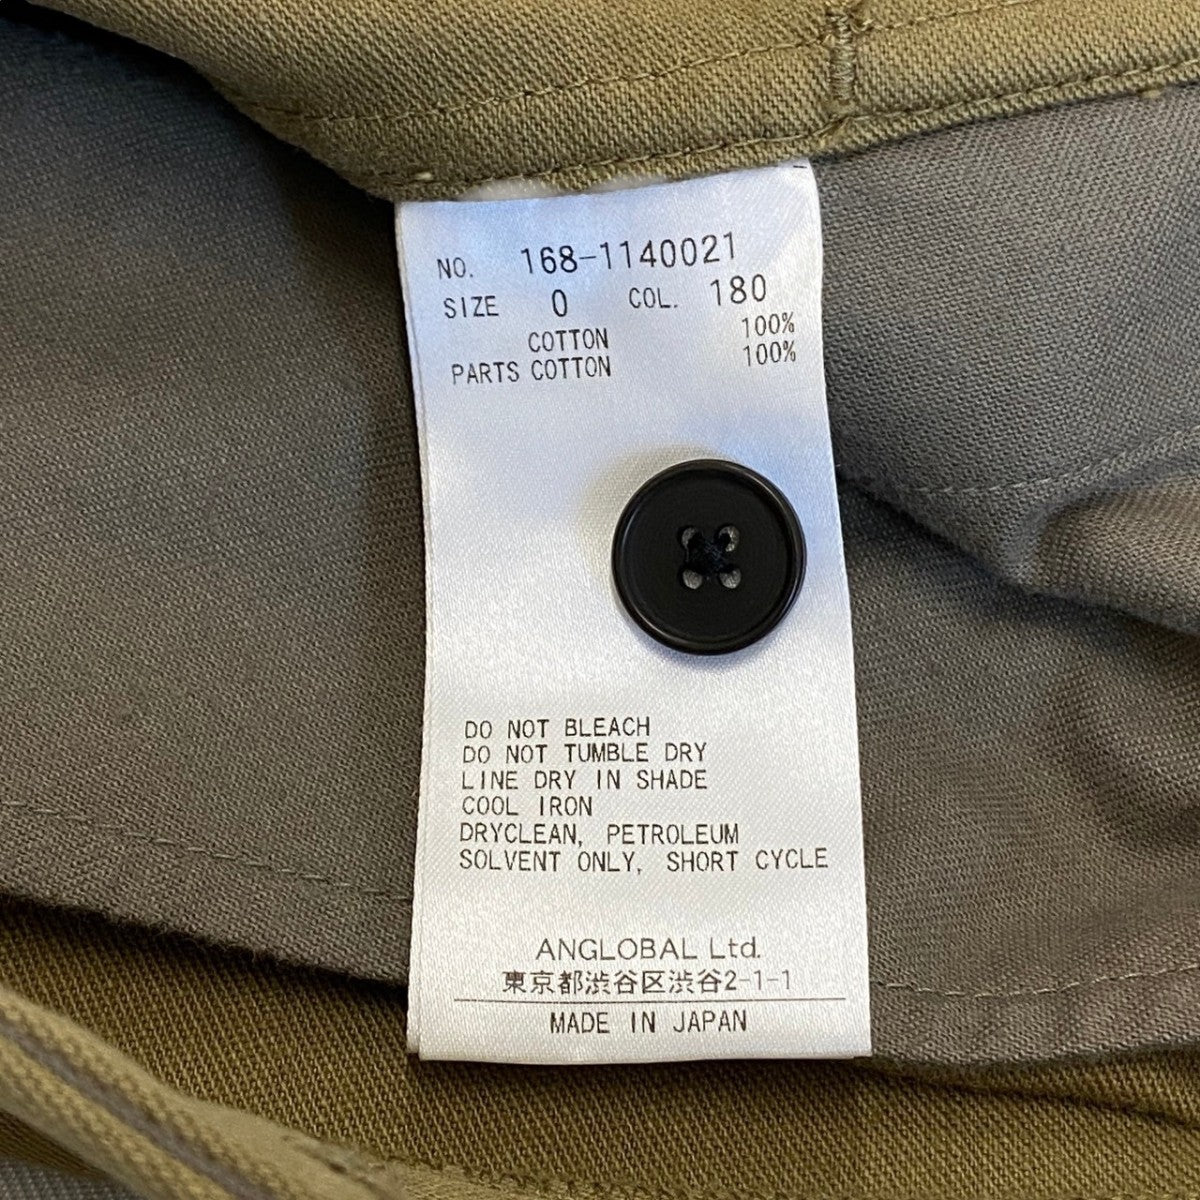 NO. 168-1140021
SIZE 0 COL. 180
COTTON 100%
PARTS COTTON 100%
DO NOT BLEACH
DO NOT TUMBLE DRY
LINE DRY IN SHADE
COOL IRON
DRYCLEAN, PETROLEUM
SOLVENT ONLY, SHORT CYCLE
ANGLOBAL Ltd.
東京都渋谷区渋谷2-1-1
MADE IN JAPAN